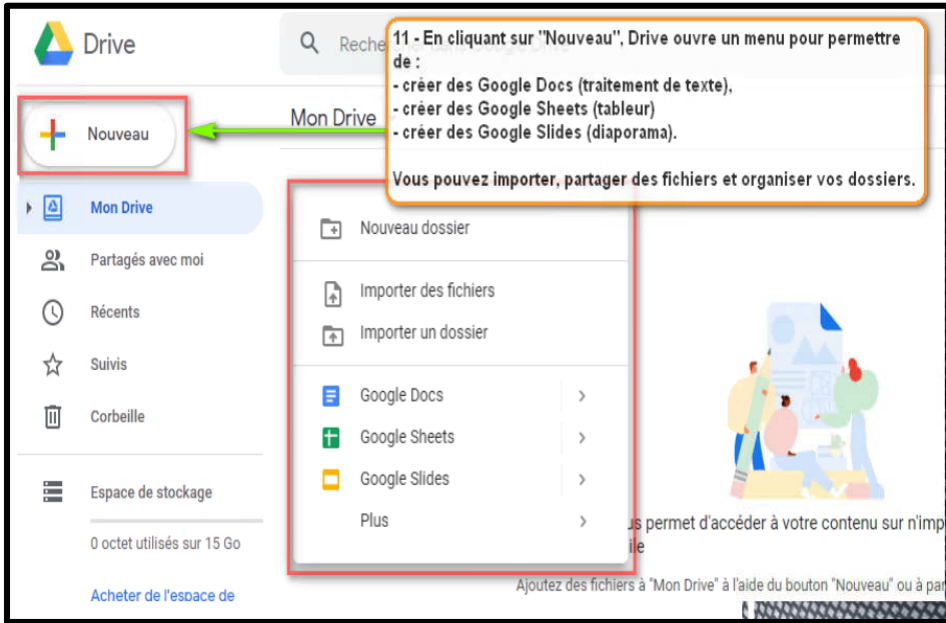 Drive
Reche
11 - En cliquant sur "Nouveau", Drive ouvre un menu pour permettre
de :
- créer des Google Docs (traitement de texte),
- créer des Google Sheets (tableur)
- créer des Google Slides (diaporama).
Vous pouvez importer, partager des fichiers et organiser vos dossiers.
Nouveau
Mon Drive
Mon Drive
Partagés avec moi
Récents
Suivis
Corbeille
Espace de stockage
0 octet utilisés sur 15 Go
Acheter de l'espace de
Nouveau dossier
Importer des fichiers
Importer un dossier
Google Docs
Google Sheets
Google Slides
Plus
us permet d'accéder à votre contenu sur n'imp
ile
Ajoutez des fichiers à "Mon Drive" à l'aide du bouton "Nouveau" ou à par